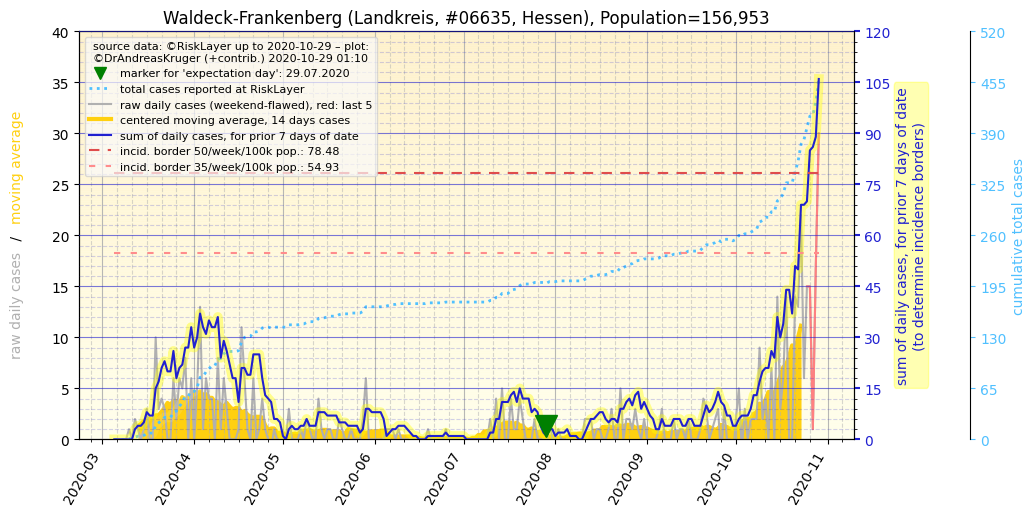 Waldeck-Frankenberg (Landkreis, #06635, Hessen), Population=156,953
source data: ©RiskLayer up to 2020-10-29 – plot:
©DrAndreasKruger (+contrib.) 2020-10-29 01:10
marker for 'expectation day': 29.07.2020
total cases reported at RiskLayer
raw daily cases (weekend-flawed), red: last 5
centered moving average, 14 days cases
sum of daily cases, for prior 7 days of date
incid. border 50/week/100k pop.: 78.48
incid. border 35/week/100k pop.: 54.93
raw daily cases / moving average
40
35
30
25
20
15
10
5
0
120
105
90
75
60
45
30
15
0
sum of daily cases, for prior 7 days of date
(to determine incidence borders)
520
455
390
325
260
195
130
65
0
cumulative total cases
2020-03
2020-04
2020-05
2020-06
2020-07
2020-08
2020-09
2020-10
2020-11